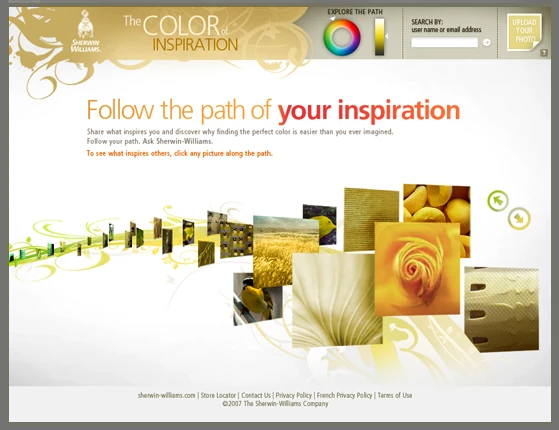 SHERWIN
WILLIAMS.
The COLOR of
INSPIRATION
EXPLORE THE PATH
SEARCH BY:
user name or email address
UPLOAD
YOUR
PHOTO
Follow the path of your inspiration
Share what inspires you and discover why finding the perfect color is easier than you ever imagined.
Follow your path. Ask Sherwin-Williams.
To see what inspires others, click any picture along the path.
sherwin-williams.com | Store Locator | Contact Us | Privacy Policy | French Privacy Policy | Terms of Use
©2007 The Sherwin-Williams Company